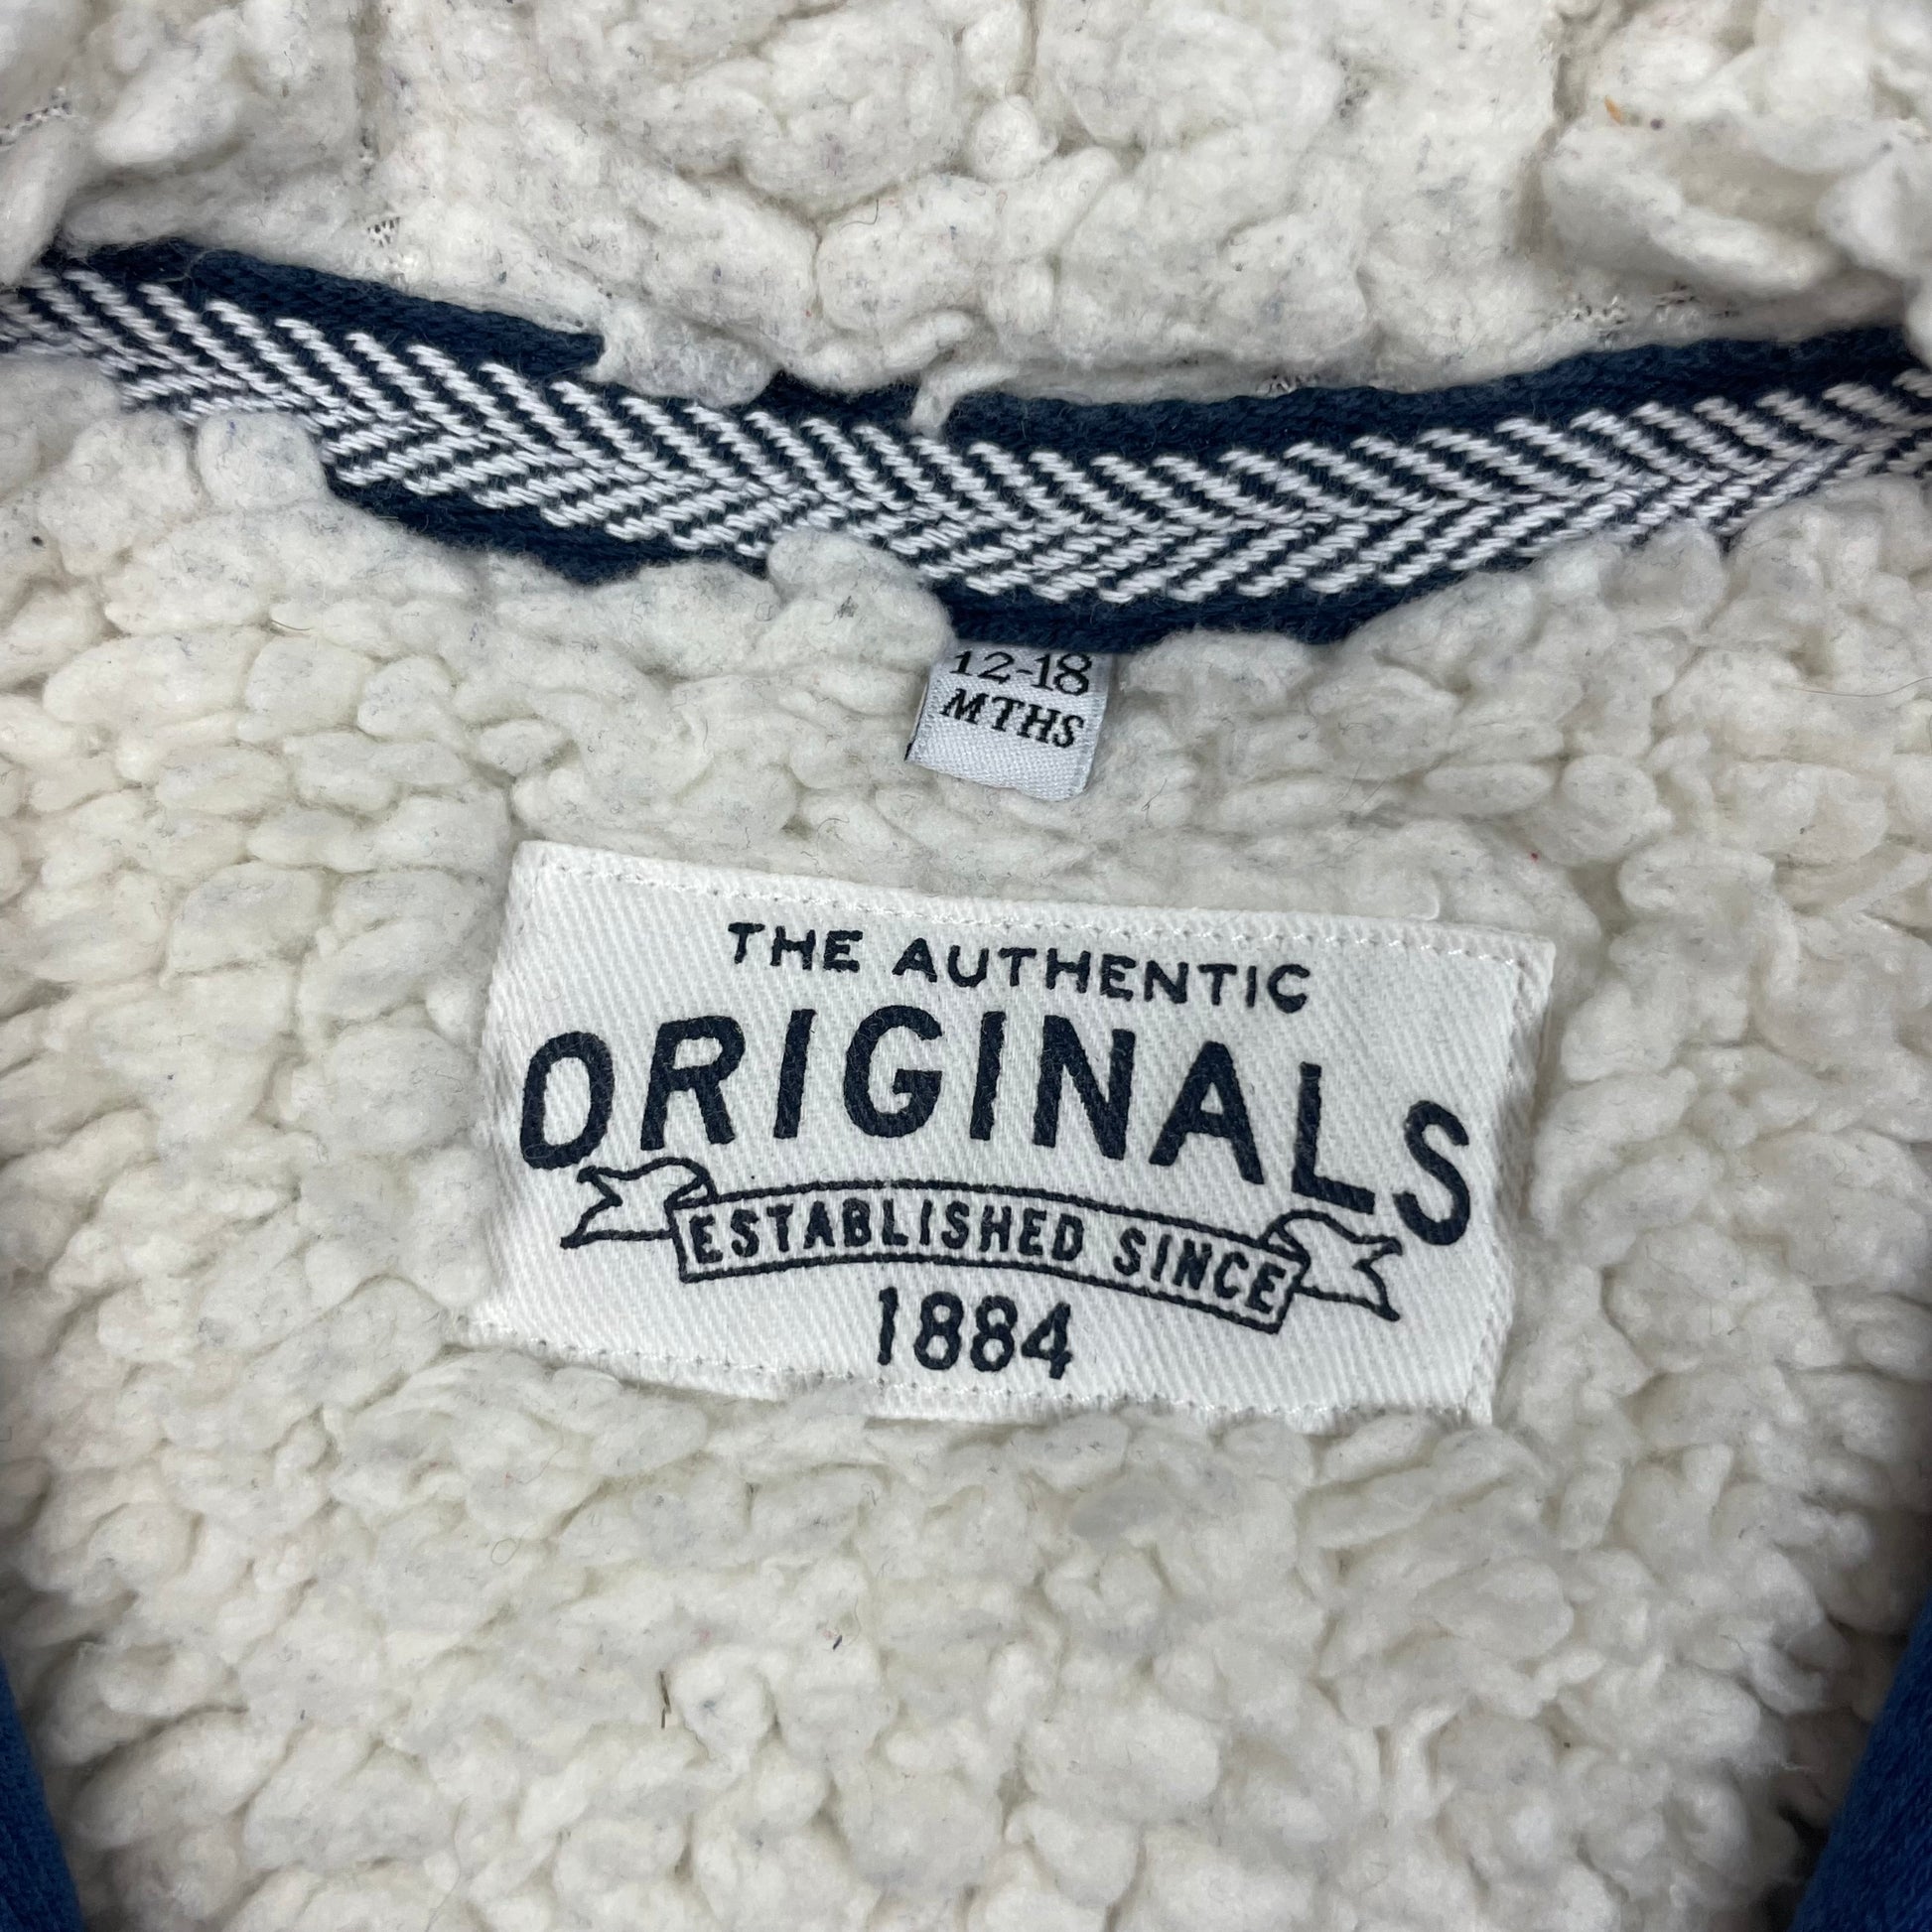 12-18
MTHS
THE AUTHENTIC
ORIGINALS
ESTABLISHED SINCE
1884